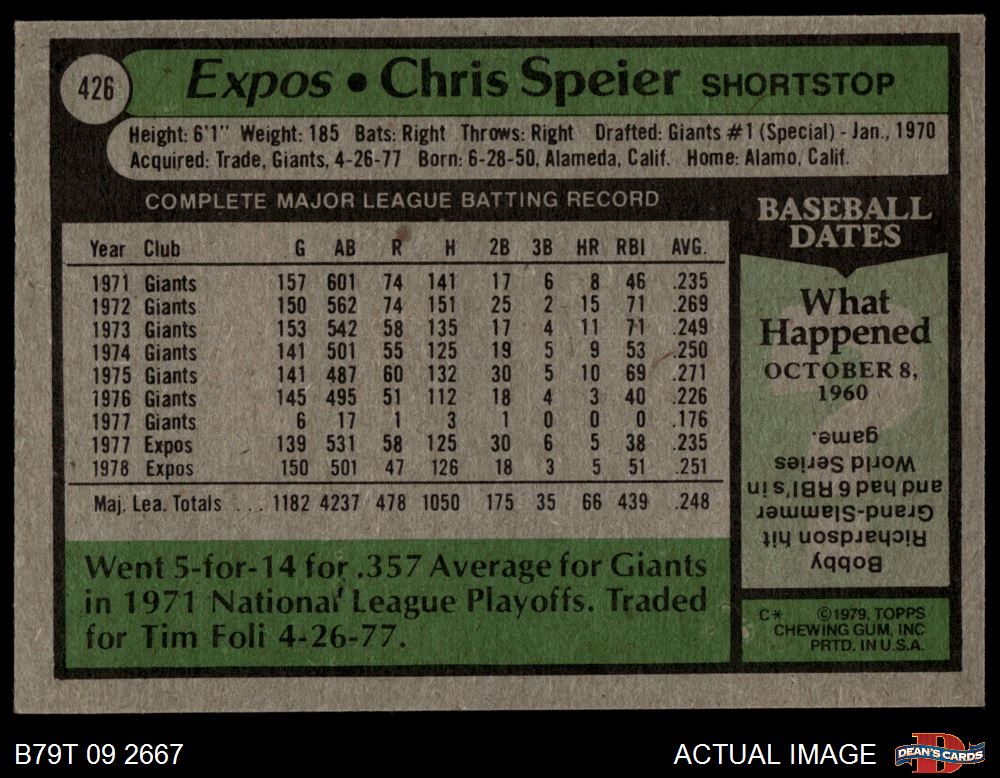 426
Expos • Chris Speier SHORTSTOP
Height: 6'1" Weight: 185 Bats: Right Throws: Right Drafted: Giants #1 (Special) - Jan., 1970
Acquired: Trade, Giants, 4-26-77 Born: 6-28-50, Alameda, Calif. Home: Alamo, Calif.
COMPLETE MAJOR LEAGUE BATTING RECORD
Year Club G AB R H 2B 3B HR RBI AVG.
1971 Giants 157 601 74 141 17 6 8 46 .235
1972 Giants 150 562 74 151 25 2 15 71 .269
1973 Giants 153 542 58 135 17 4 11 71 .249
1974 Giants 141 501 55 125 19 5 9 53 .250
1975 Giants 141 487 60 132 30 5 10 69 .271
1976 Giants 145 495 51 112 18 4 3 40 .226
1977 Giants 6 17 1 3 1 0 0 0 .176
1977 Expos 139 531 58 125 30 6 5 38 .235
1978 Expos 150 501 47 126 18 3 5 51 .251
Maj. Lea. Totals ... 1182 4237 478 1050 175 35 66 439 .248
Went 5-for-14 for .357 Average for Giants
in 1971 National League Playoffs. Traded
for Tim Foli 4-26-77.
BASEBALL
DATES
What
Happened
OCTOBER 8,
1960
Bobby
Richardson hit
Grand-Slammer
and had 6 RBI's in
World Series
game.
C* ©1979, TOPPS
CHEWING GUM, INC
PRTD. IN U.S.A.
B79T 09 2667
ACTUAL IMAGE
DEAN'S CARDS